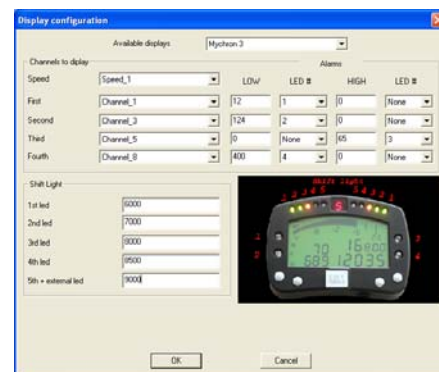 Display configuration
Available displays Mychron 3
Channels to diplay Alarms
Speed Speed_1 LOW LED # HIGH LED #
First Channel_1 12 1 0 None
Second Channel_3 124 2 0 None
Third Channel_5 0 None 65 3
Fourth Channel_8 400 4 0 None
Shift Light
1st led 6000
2nd led 7000
3rd led 8000
4th led 8500
5th + external led 9000
Shift light
OK Cancel